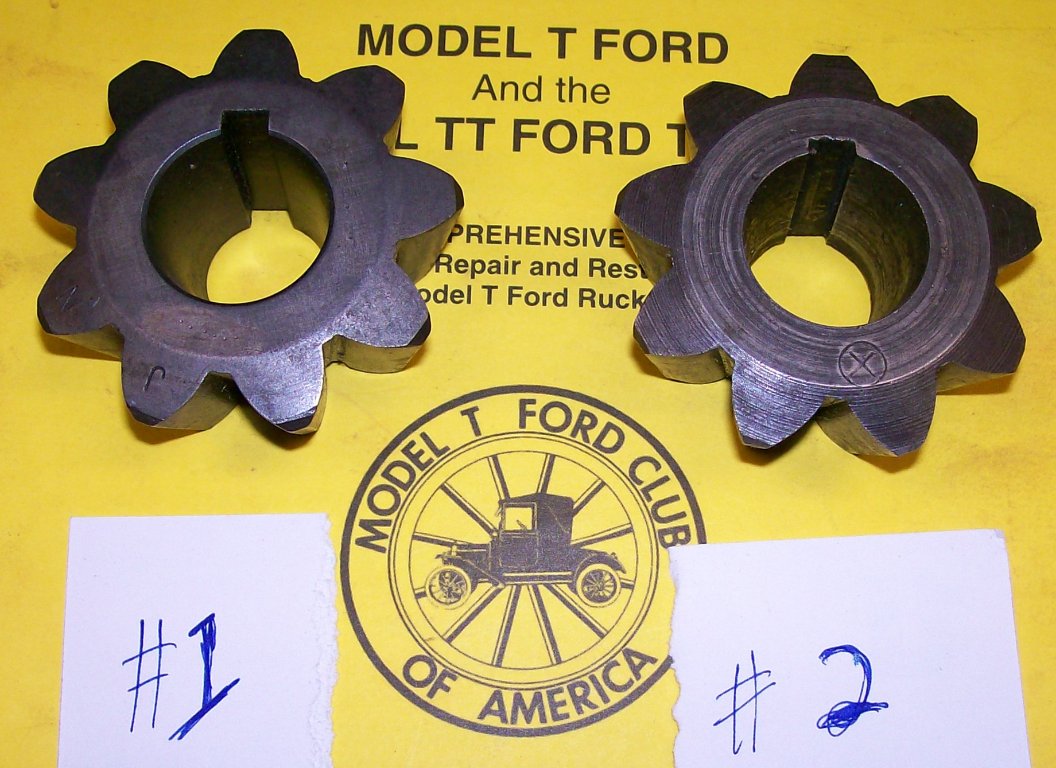 MODEL T FORD
And the
L TT FORD T
PREHENSIVE
Repair and Rest
odel T Ford Ruck
J
X
MODEL T FORD CLUB
OF AMERICA
#1
#2